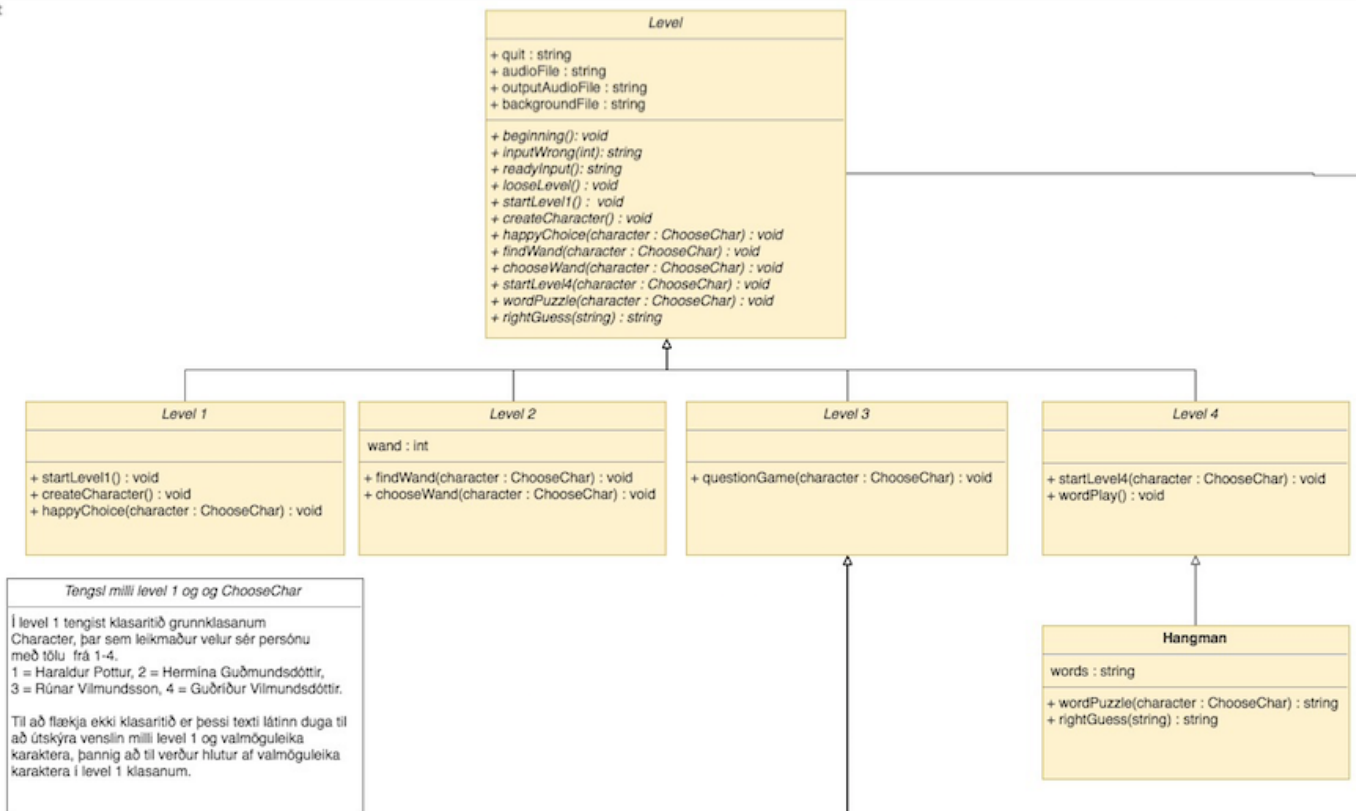 Level
+ quit : string
+ audioFile : string
+ outputAudioFile : string
+ backgroundFile : string
+ beginning(): void
+ inputWrong(int): string
+ readyInput(): string
+ looseLevel() : void
+ startLevel1() : void
+ createCharacter() : void
+ happyChoice(character : ChooseChar) : void
+ findWand(character : ChooseChar) : void
+ chooseWand(character : ChooseChar) : void
+ startLevel4(character : ChooseChar) : void
+ wordPuzzle(character : ChooseChar) : void
+ rightGuess(string) : string
Level 1
+ startLevel1() : void
+ createCharacter() : void
+ happyChoice(character : ChooseChar) : void
Level 2
wand : int
+ findWand(character : ChooseChar) : void
+ chooseWand(character : ChooseChar) : void
Level 3
+ questionGame(character : ChooseChar) : void
Level 4
+ startLevel4(character : ChooseChar) : void
+ wordPlay() : void
Tengsl milli level 1 og og ChooseChar
Í level 1 tengist klasaritið grunnklasanum
Character, þar sem leikmaður velur sér persónu
með tölu frá 1-4.
1 = Haraldur Pottur, 2 = Hermína Guðmundsdóttir,
3 = Rúnar Vilmundsson, 4 = Guðríður Vilmundsdóttir.
Til að flækja ekki klasaritið er þessi texti látinn duga til
að útskýra venslin milli level 1 og valmöguleika
karaktera, þannig að til verður hlutur af valmöguleika
karaktera í level 1 klasanum.
Hangman
words : string
+ wordPuzzle(character : ChooseChar) : string
+ rightGuess(string) : string